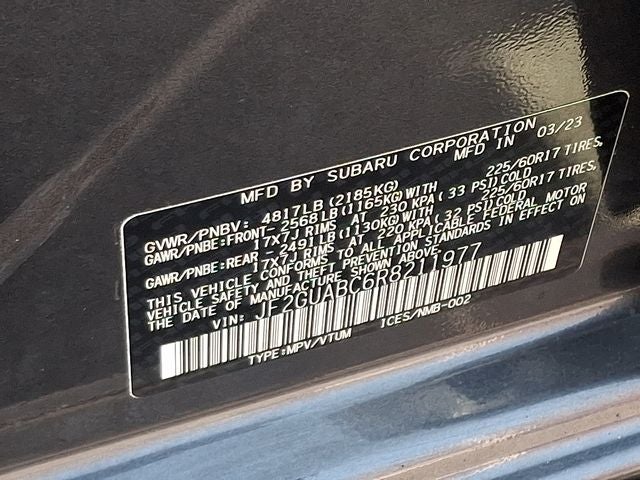 MFD BY SUBARU CORPORATION
MFD IN 03/23
GVWR/PNBV: 4817LB (2185KG)
GAWR/PNBE:FRONT- 2568LB(1165KG)WITH 225/60R17 TIRES,
17x7J RIMS AT 230 KPA ( 33 PSI)COLD
GAWR/PNBE:REAR -2491LB(1130KG)WITH 225/60R17 TIRES,
17x7J RIMS AT 220 KPA( 32 PSI)COLD
THIS VEHICLE CONFORMS TO ALL APPLICABLE FEDERAL MOTOR
VEHICLE SAFETY AND THEFT PREVENTION STANDARDS IN EFFECT ON
THE DATE OF MANUFACTURE SHOWN ABOVE.
VIN: JF2GUABC6R8211977
TYPE:MPV/VTUM ICES/NMB-002